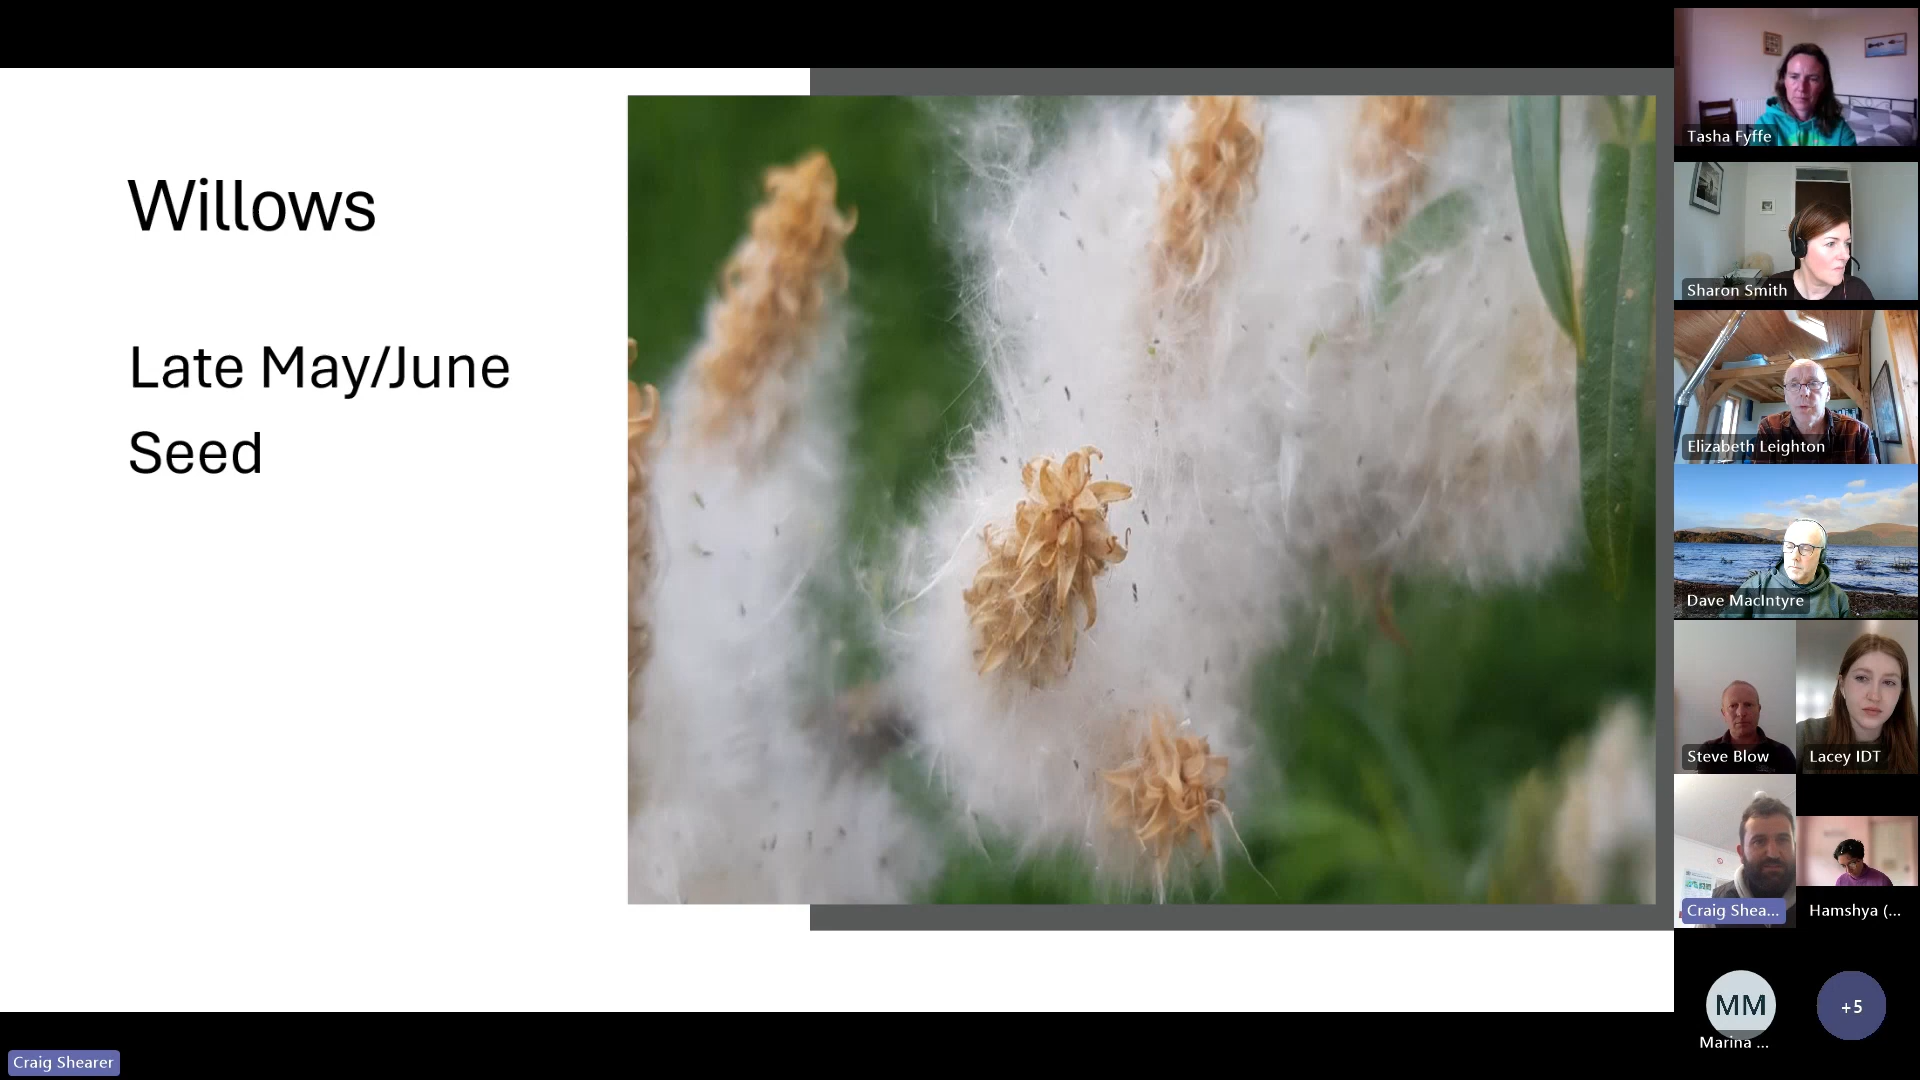 Willows
Late May/June
Seed
Tasha Fyffe
Sharon Smith
Elizabeth Leighton
Dave MacIntyre
Steve Blow
Lacey IDT
Craig Shea...
Hamshya (...
MM
Marina ...
+5
Craig Shearer